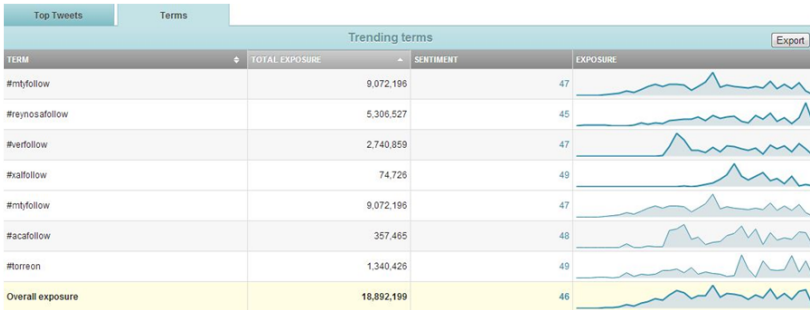 Top Tweets Terms
Trending terms
Export
TERM TOTAL EXPOSURE SENTIMENT EXPOSURE
#mtyfollow 9,072,196 47
#reynosafollow 5,306,527 45
#verfollow 2,740,859 47
#xalfollow 74,726 49
#mtyfollow 9,072,196 47
#acafollow 357,465 48
#torreon 1,340,426 49
Overall exposure 18,892,199 46